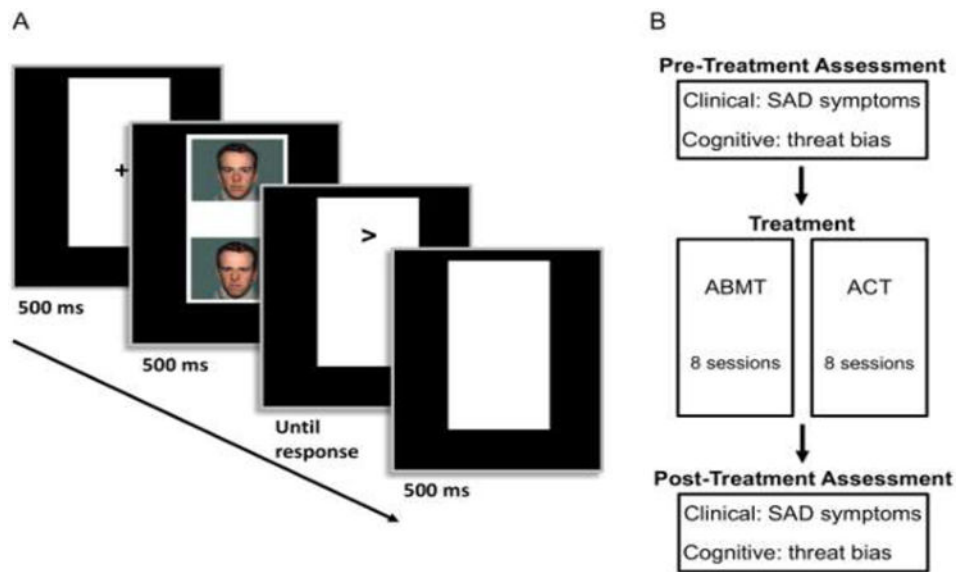 A
+
500 ms
500 ms
>
Until
response
500 ms
B
Pre-Treatment Assessment
Clinical: SAD symptoms
Cognitive: threat bias
Treatment
ABMT
8 sessions
ACT
8 sessions
Post-Treatment Assessment
Clinical: SAD symptoms
Cognitive: threat bias